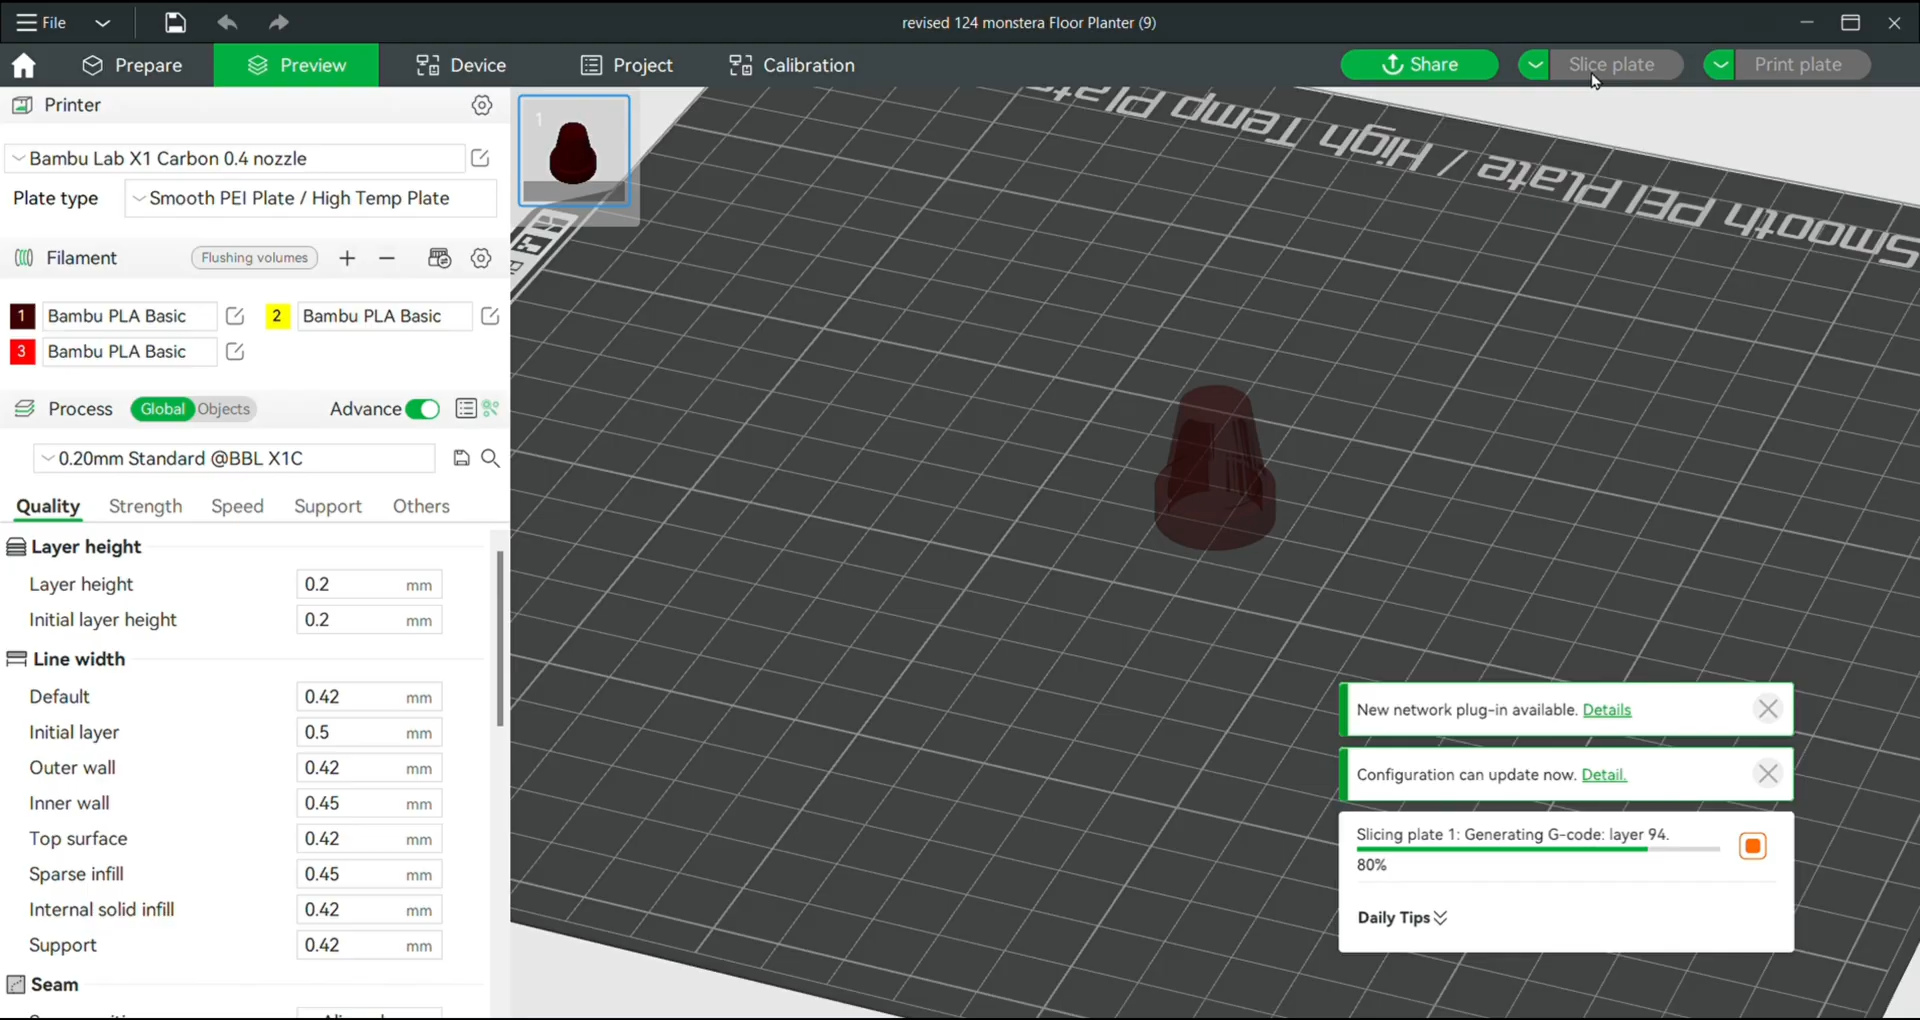 File
revised 124 monstera Floor Planter (9)
Prepare
Preview
Device
Project
Calibration
Share
Slice plate
Print plate
Printer
Bambu Lab X1 Carbon 0.4 nozzle
Plate type
Smooth PEI Plate / High Temp Plate
Filament
Flushing volumes
1 Bambu PLA Basic
2 Bambu PLA Basic
3 Bambu PLA Basic
Process
Global
Objects
Advance
0.20mm Standard @BBL X1C
Quality
Strength
Speed
Support
Others
Layer height
Layer height 0.2 mm
Initial layer height 0.2 mm
Line width
Default 0.42 mm
Initial layer 0.5 mm
Outer wall 0.42 mm
Inner wall 0.45 mm
Top surface 0.42 mm
Sparse infill 0.45 mm
Internal solid infill 0.42 mm
Support 0.42 mm
Seam
1
Smooth PEI Plate / High Temp Plate
New network plug-in available. Details
Configuration can update now. Detail.
Slicing plate 1: Generating G-code: layer 94.
80%
Daily Tips